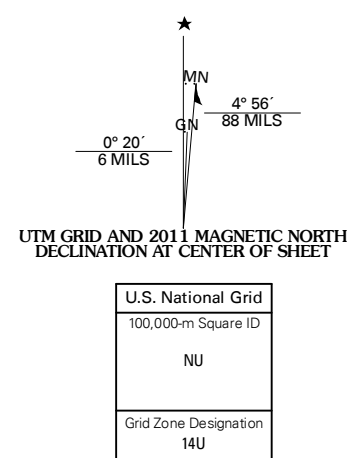 ★
MN
4° 56´
88 MILS
GN
0° 20´
6 MILS
UTM GRID AND 2011 MAGNETIC NORTH
DECLINATION AT CENTER OF SHEET
U.S. National Grid
100,000-m Square ID
NU
Grid Zone Designation
14U